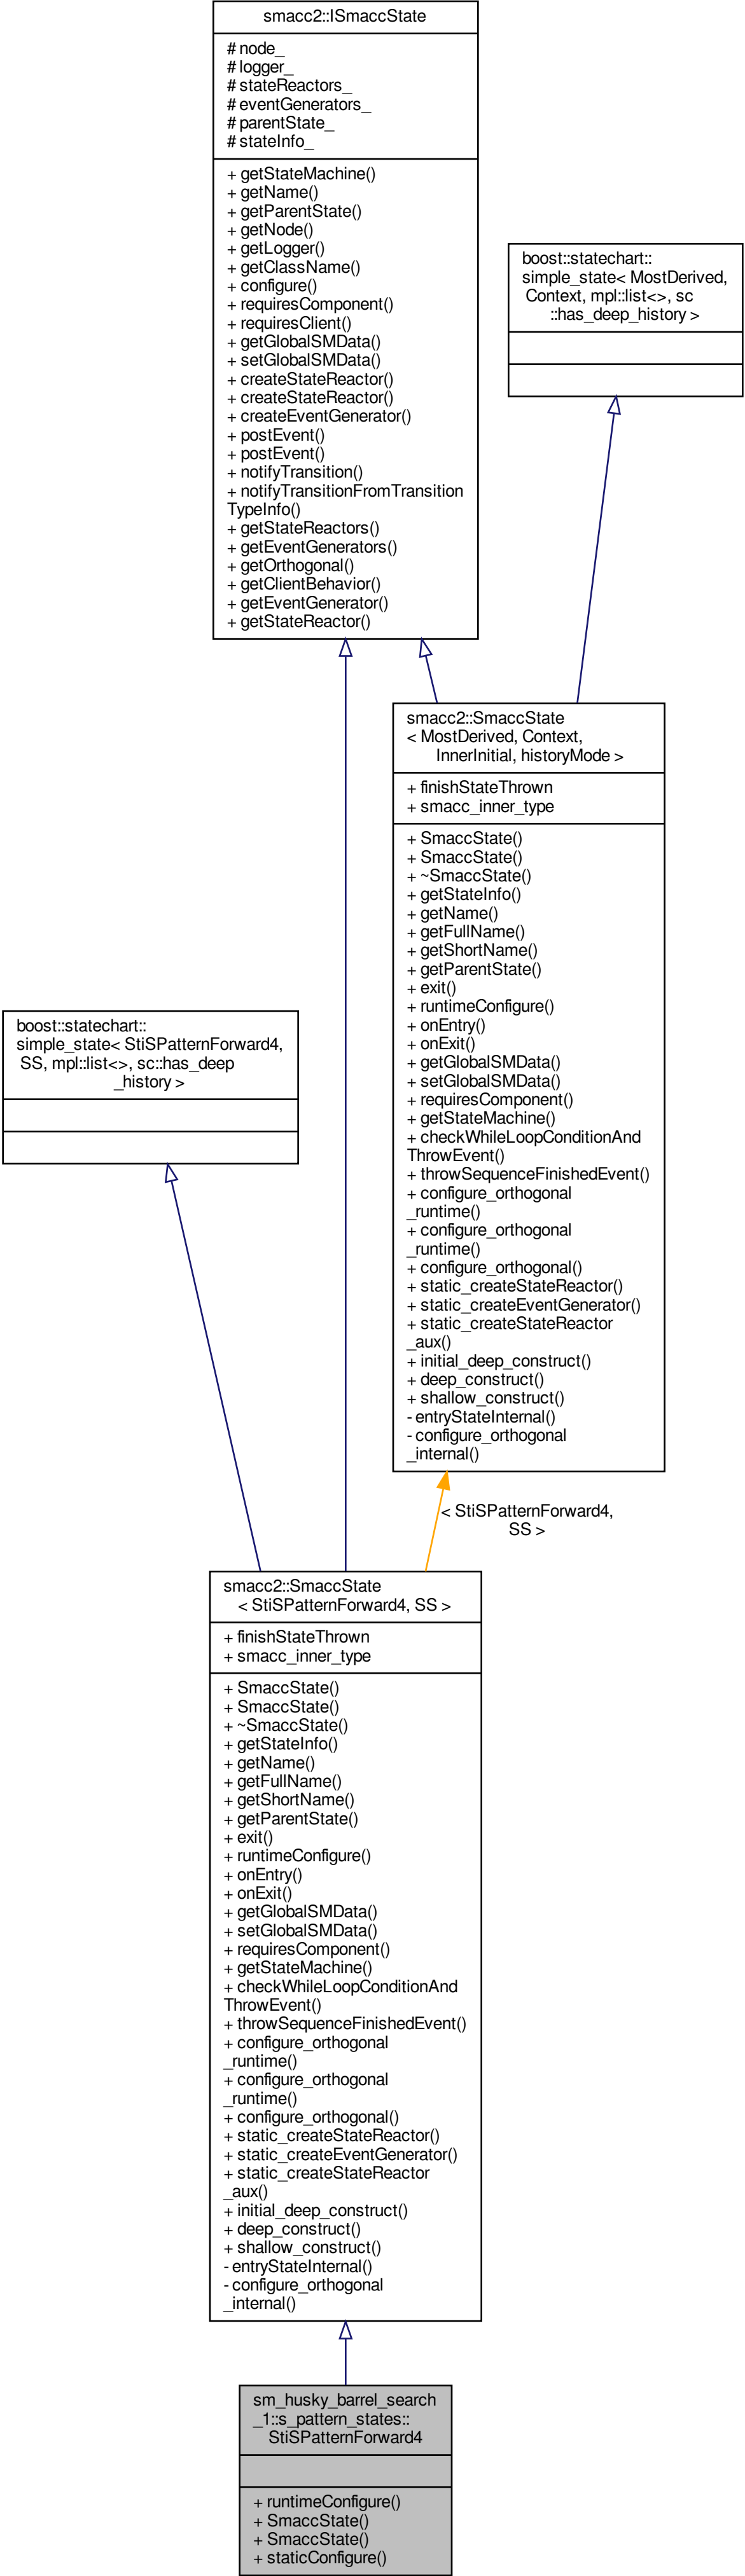 smacc2::ISmaccState
# node_
# logger_
# stateReactors_
# eventGenerators_
# parentState_
# stateInfo_
+ getStateMachine()
+ getName()
+ getParentState()
+ getNode()
+ getLogger()
+ getClassName()
+ configure()
+ requiresComponent()
+ requiresClient()
+ getGlobalSMData()
+ setGlobalSMData()
+ createStateReactor()
+ createStateReactor()
+ createEventGenerator()
+ postEvent()
+ postEvent()
+ notifyTransition()
+ notifyTransitionFromTransition
TypeInfo()
+ getStateReactors()
+ getEventGenerators()
+ getOrthogonal()
+ getClientBehavior()
+ getEventGenerator()
+ getStateReactor()
boost::statechart::
simple_state< MostDerived,
Context, mpl::list<>, sc
::has_deep_history >
smacc2::SmaccState
< MostDerived, Context,
InnerInitial, historyMode >
+ finishStateThrown
+ smacc_inner_type
+ SmaccState()
+ SmaccState()
+ ~SmaccState()
+ getStateInfo()
+ getName()
+ getFullName()
+ getShortName()
+ getParentState()
+ exit()
+ runtimeConfigure()
+ onEntry()
+ onExit()
+ getGlobalSMData()
+ setGlobalSMData()
+ requiresComponent()
+ getStateMachine()
+ checkWhileLoopConditionAnd
ThrowEvent()
+ throwSequenceFinishedEvent()
+ configure_orthogonal
_runtime()
+ configure_orthogonal
_runtime()
+ configure_orthogonal()
+ static_createStateReactor()
+ static_createEventGenerator()
+ static_createStateReactor
_aux()
+ initial_deep_construct()
+ deep_construct()
+ shallow_construct()
- entryStateInternal()
- configure_orthogonal
_internal()
boost::statechart::
simple_state< StiSPatternForward4,
SS, mpl::list<>, sc::has_deep
_history >
< StiSPatternForward4,
SS >
smacc2::SmaccState
< StiSPatternForward4, SS >
+ finishStateThrown
+ smacc_inner_type
+ SmaccState()
+ SmaccState()
+ ~SmaccState()
+ getStateInfo()
+ getName()
+ getFullName()
+ getShortName()
+ getParentState()
+ exit()
+ runtimeConfigure()
+ onEntry()
+ onExit()
+ getGlobalSMData()
+ setGlobalSMData()
+ requiresComponent()
+ getStateMachine()
+ checkWhileLoopConditionAnd
ThrowEvent()
+ throwSequenceFinishedEvent()
+ configure_orthogonal
_runtime()
+ configure_orthogonal
_runtime()
+ configure_orthogonal()
+ static_createStateReactor()
+ static_createEventGenerator()
+ static_createStateReactor
_aux()
+ initial_deep_construct()
+ deep_construct()
+ shallow_construct()
- entryStateInternal()
- configure_orthogonal
_internal()
sm_husky_barrel_search
_1::s_pattern_states::
StiSPatternForward4
+ runtimeConfigure()
+ SmaccState()
+ SmaccState()
+ staticConfigure()